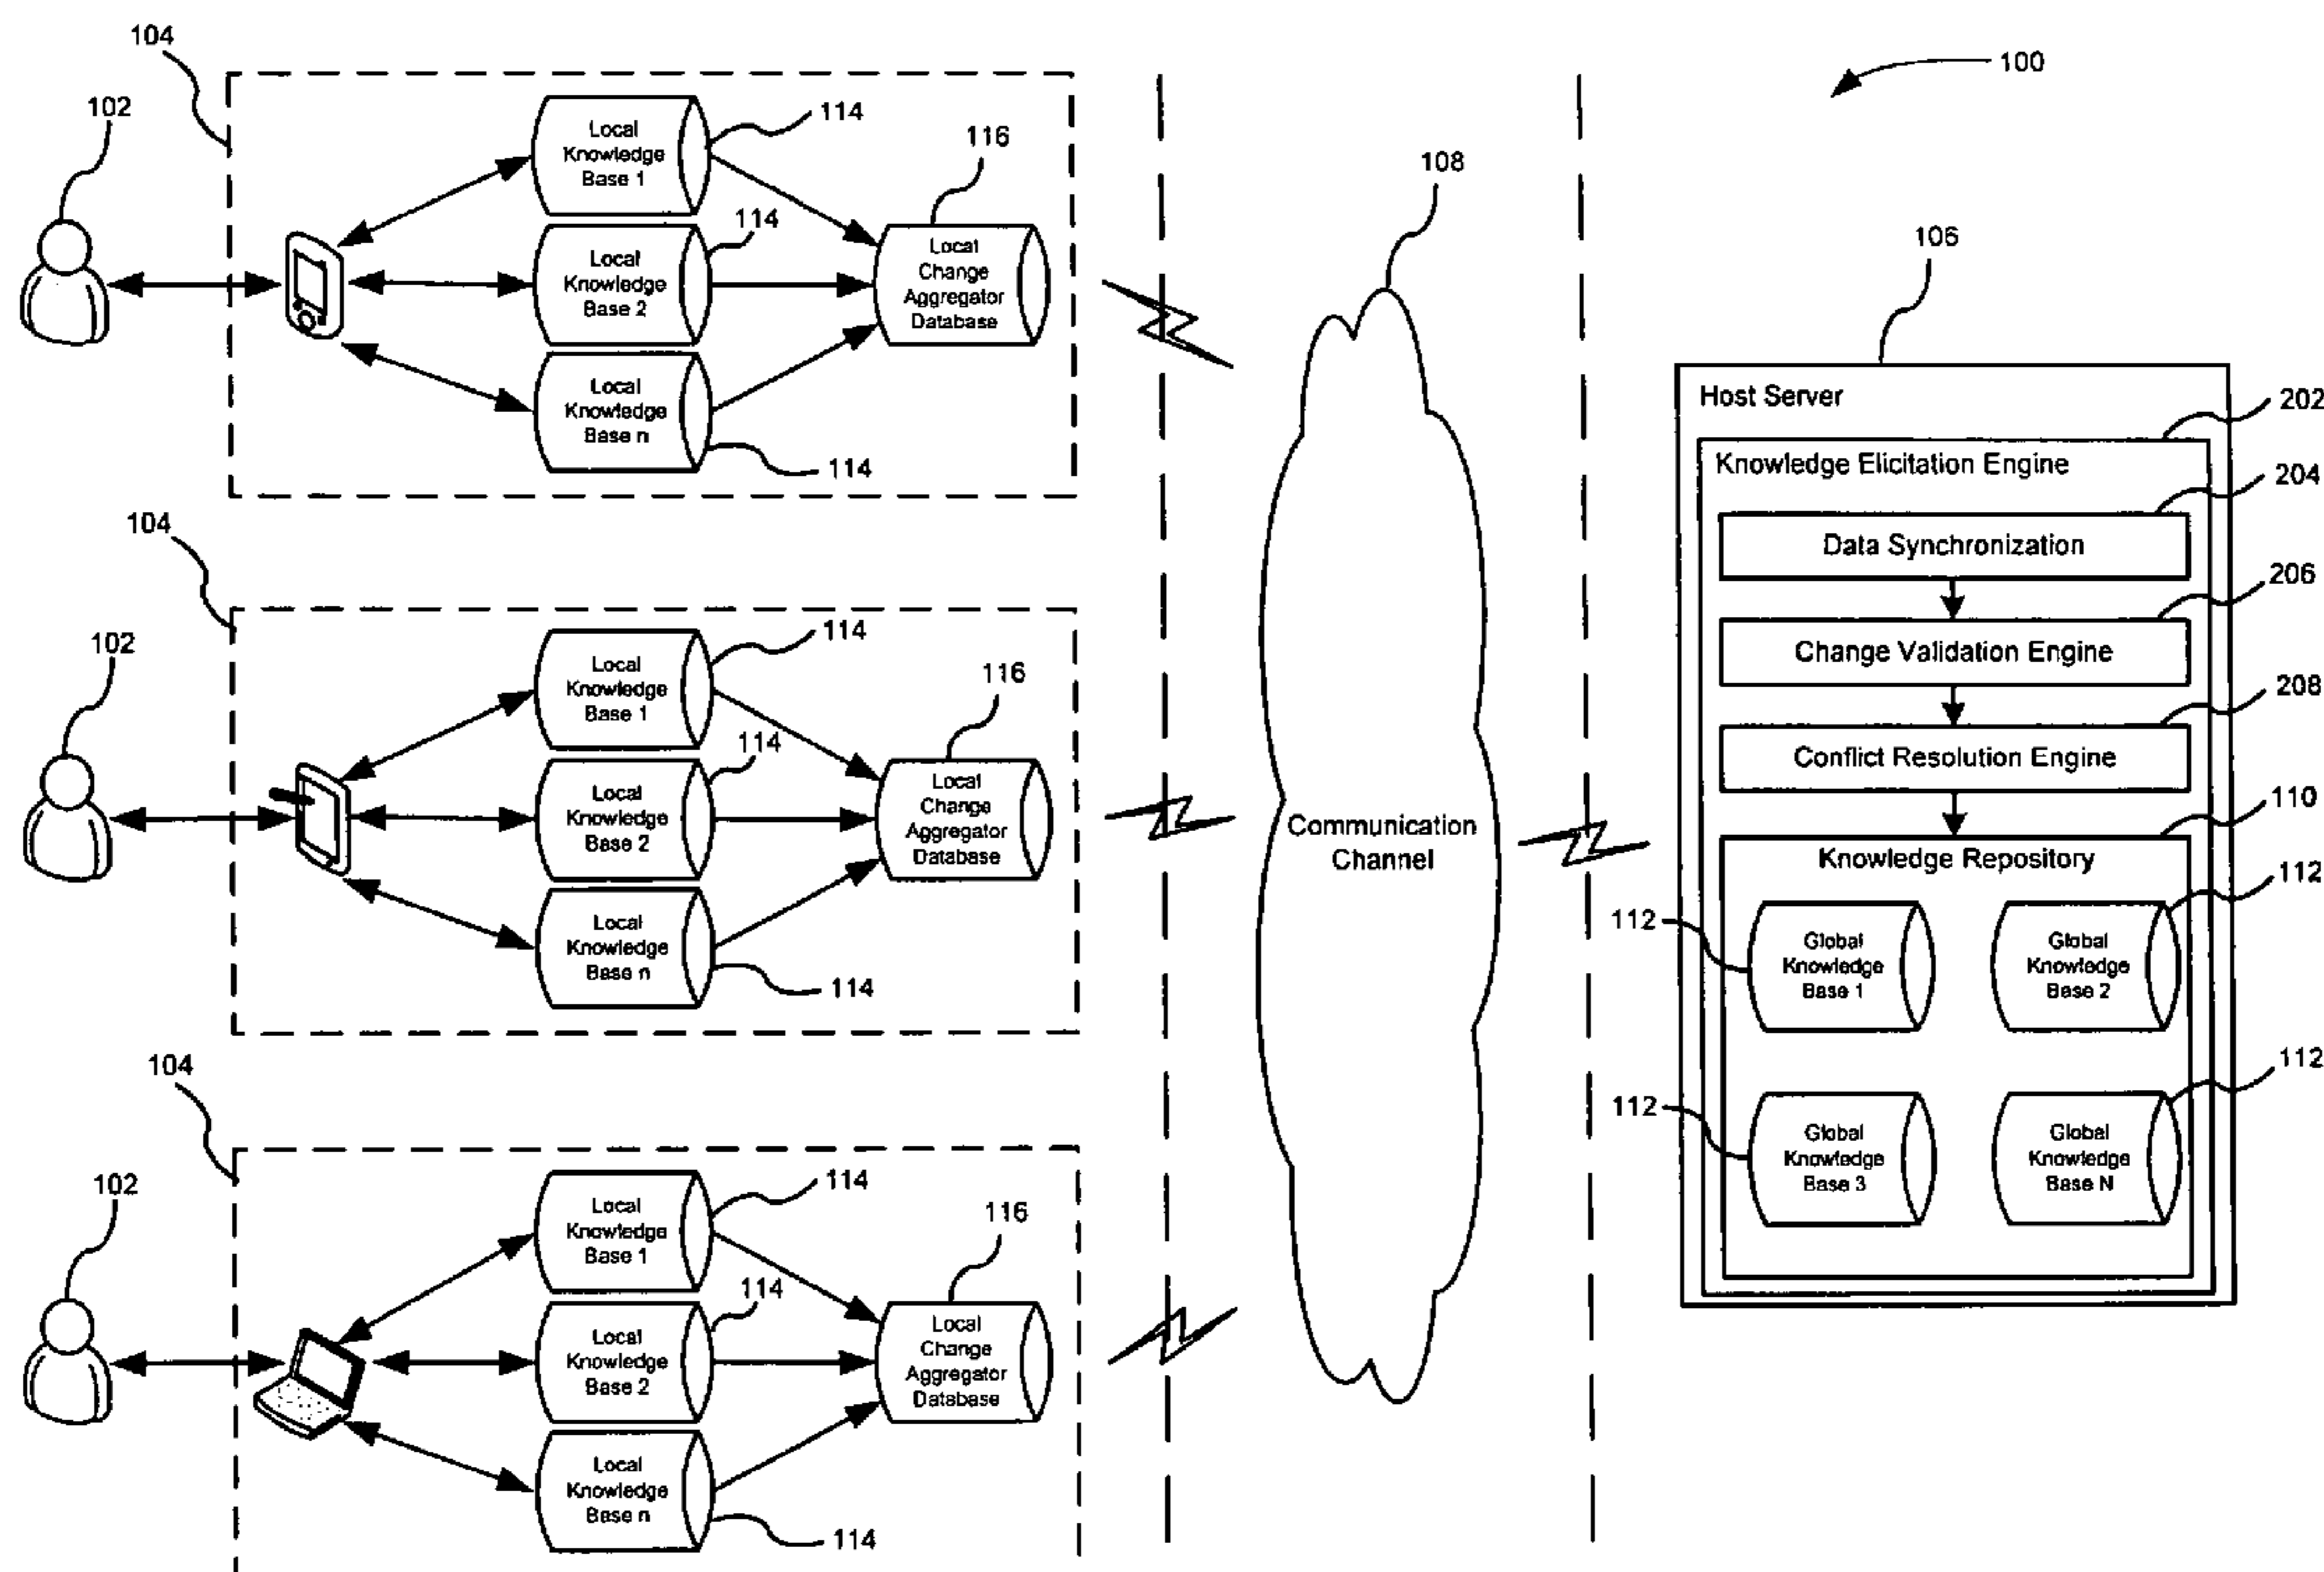 104
102
Local
Knowledge
Base 1
114
116
114
Local
Knowledge
Base 2
Local
Change
Aggregator
Database
Local
Knowledge
Base n
114
104
102
Local
Knowledge
Base 1
114
116
114
Local
Knowledge
Base 2
Local
Change
Aggregator
Database
Local
Knowledge
Base n
114
104
102
Local
Knowledge
Base 1
114
116
114
Local
Knowledge
Base 2
Local
Change
Aggregator
Database
Local
Knowledge
Base n
114
108
Communication
Channel
100
106
Host Server
202
Knowledge Elicitation Engine
204
Data Synchronization
206
Change Validation Engine
208
Conflict Resolution Engine
110
Knowledge Repository
112
112
Global
Knowledge
Base 1
Global
Knowledge
Base 2
112
112
Global
Knowledge
Base 3
Global
Knowledge
Base N